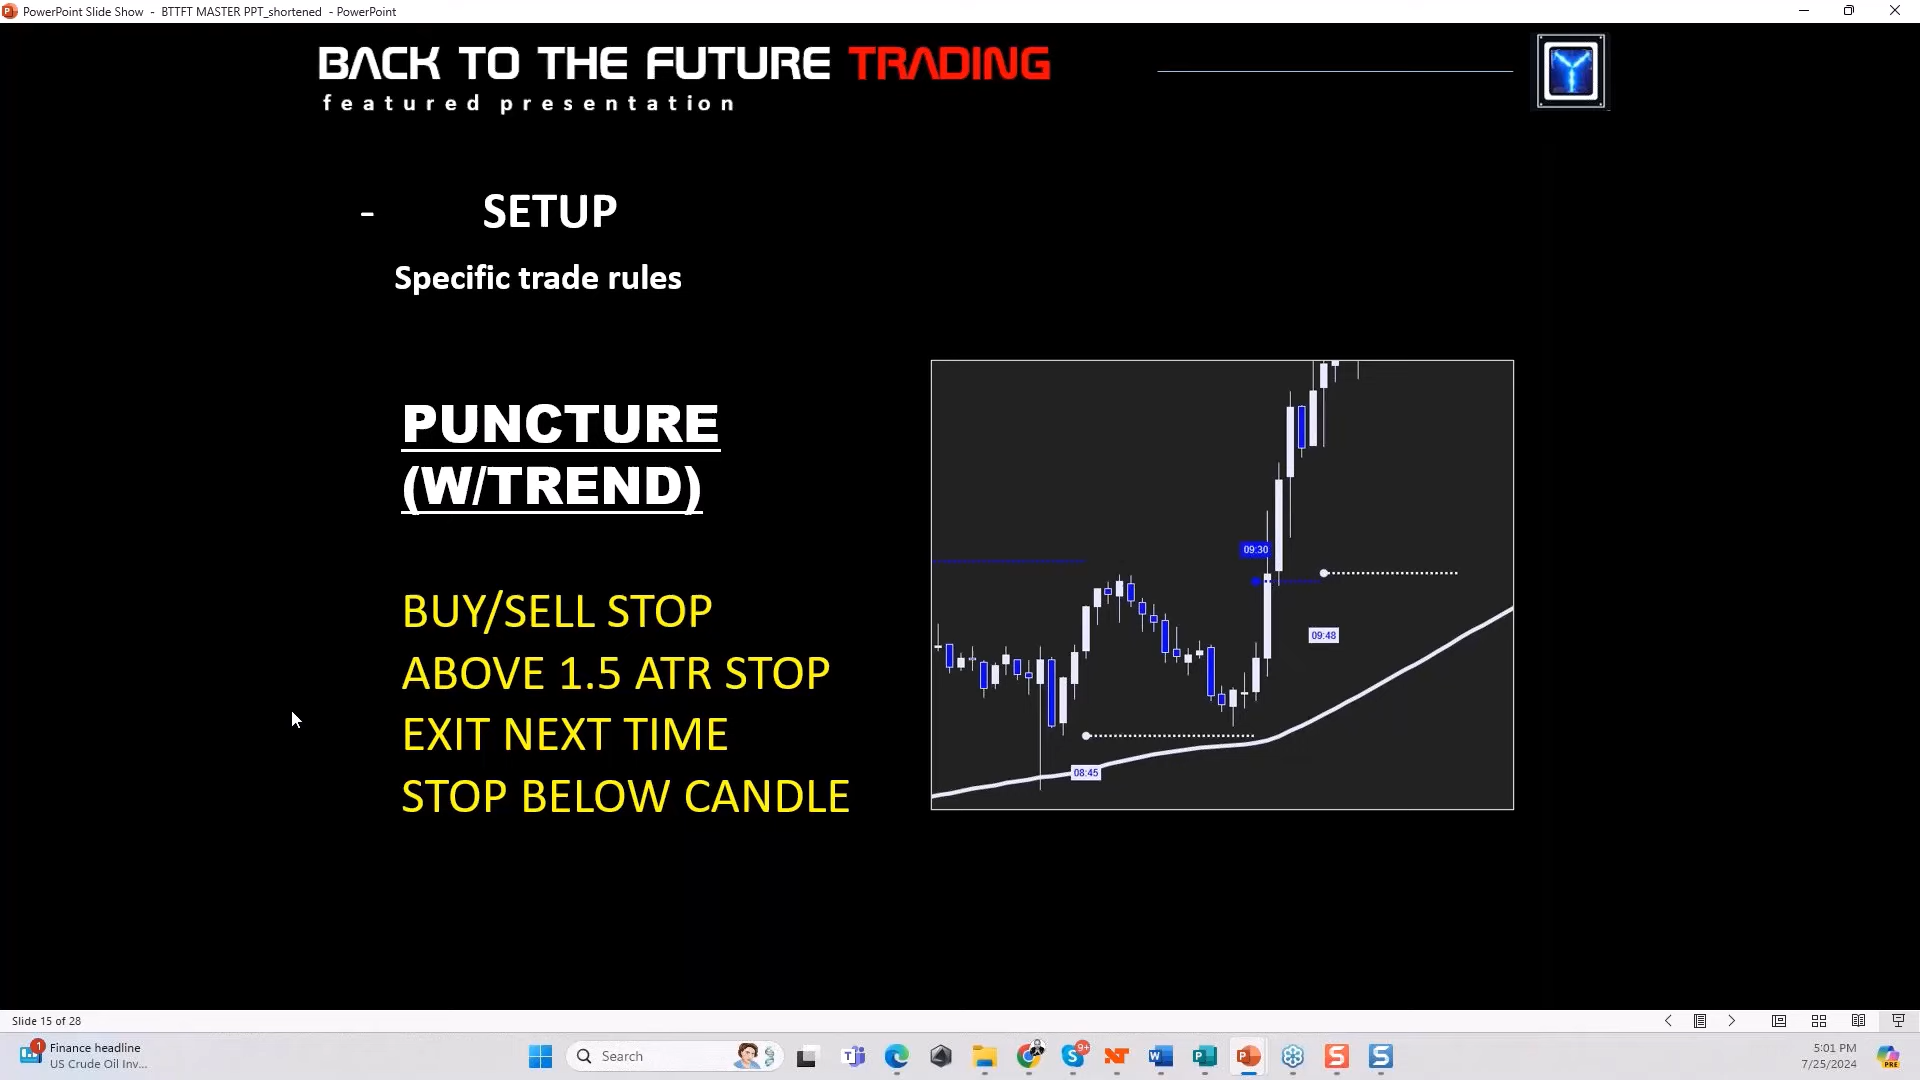 PowerPoint Slide Show - BTTFT MASTER PPT_shortened - PowerPoint
BACK TO THE FUTURE TRADING
featured presentation
- SETUP
Specific trade rules
PUNCTURE
(W/TREND)
BUY/SELL STOP
ABOVE 1.5 ATR STOP
EXIT NEXT TIME
STOP BELOW CANDLE
09:30
09:48
08:45
Slide 15 of 28
1
Finance headline
US Crude Oil Inv...
Search
9+
5:01 PM
7/25/2024
PRE